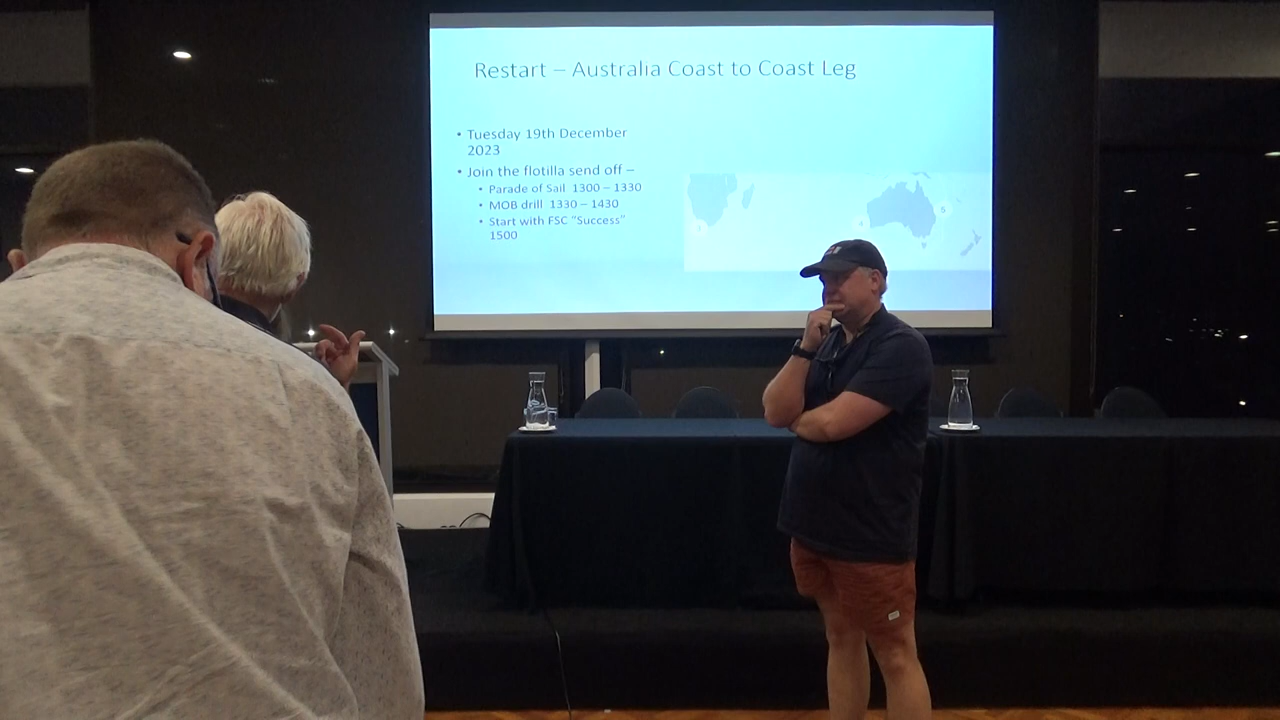 Restart – Australia Coast to Coast Leg
• Tuesday 19th December
2023
• Join the flotilla send off –
• Parade of Sail 1300 – 1330
• MOB drill 1330 – 1430
• Start with FSC "Success"
1500